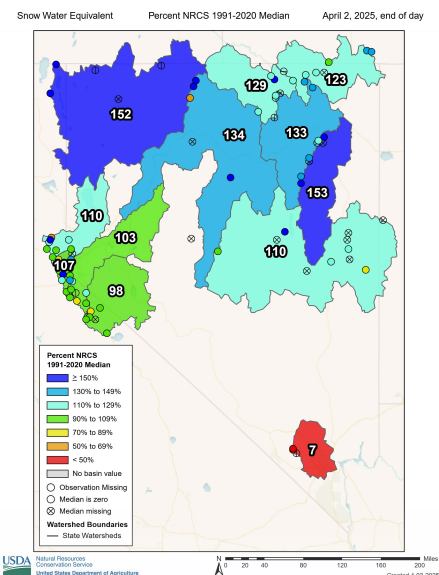 Snow Water Equivalent Percent NRCS 1991-2020 Median April 2, 2025, end of day
129
123
152
134
133
153
110
103
110
107
98
7
Percent NRCS
1991-2020 Median
≥ 150%
130% to 149%
110% to 129%
90% to 109%
70% to 89%
50% to 69%
< 50%
No basin value
Observation Missing
Median is zero
Median missing
Watershed Boundaries
State Watersheds
USDA Natural Resources
Conservation Service
United States Department of Agriculture
N 0 20 40 80 120 160 200 Miles